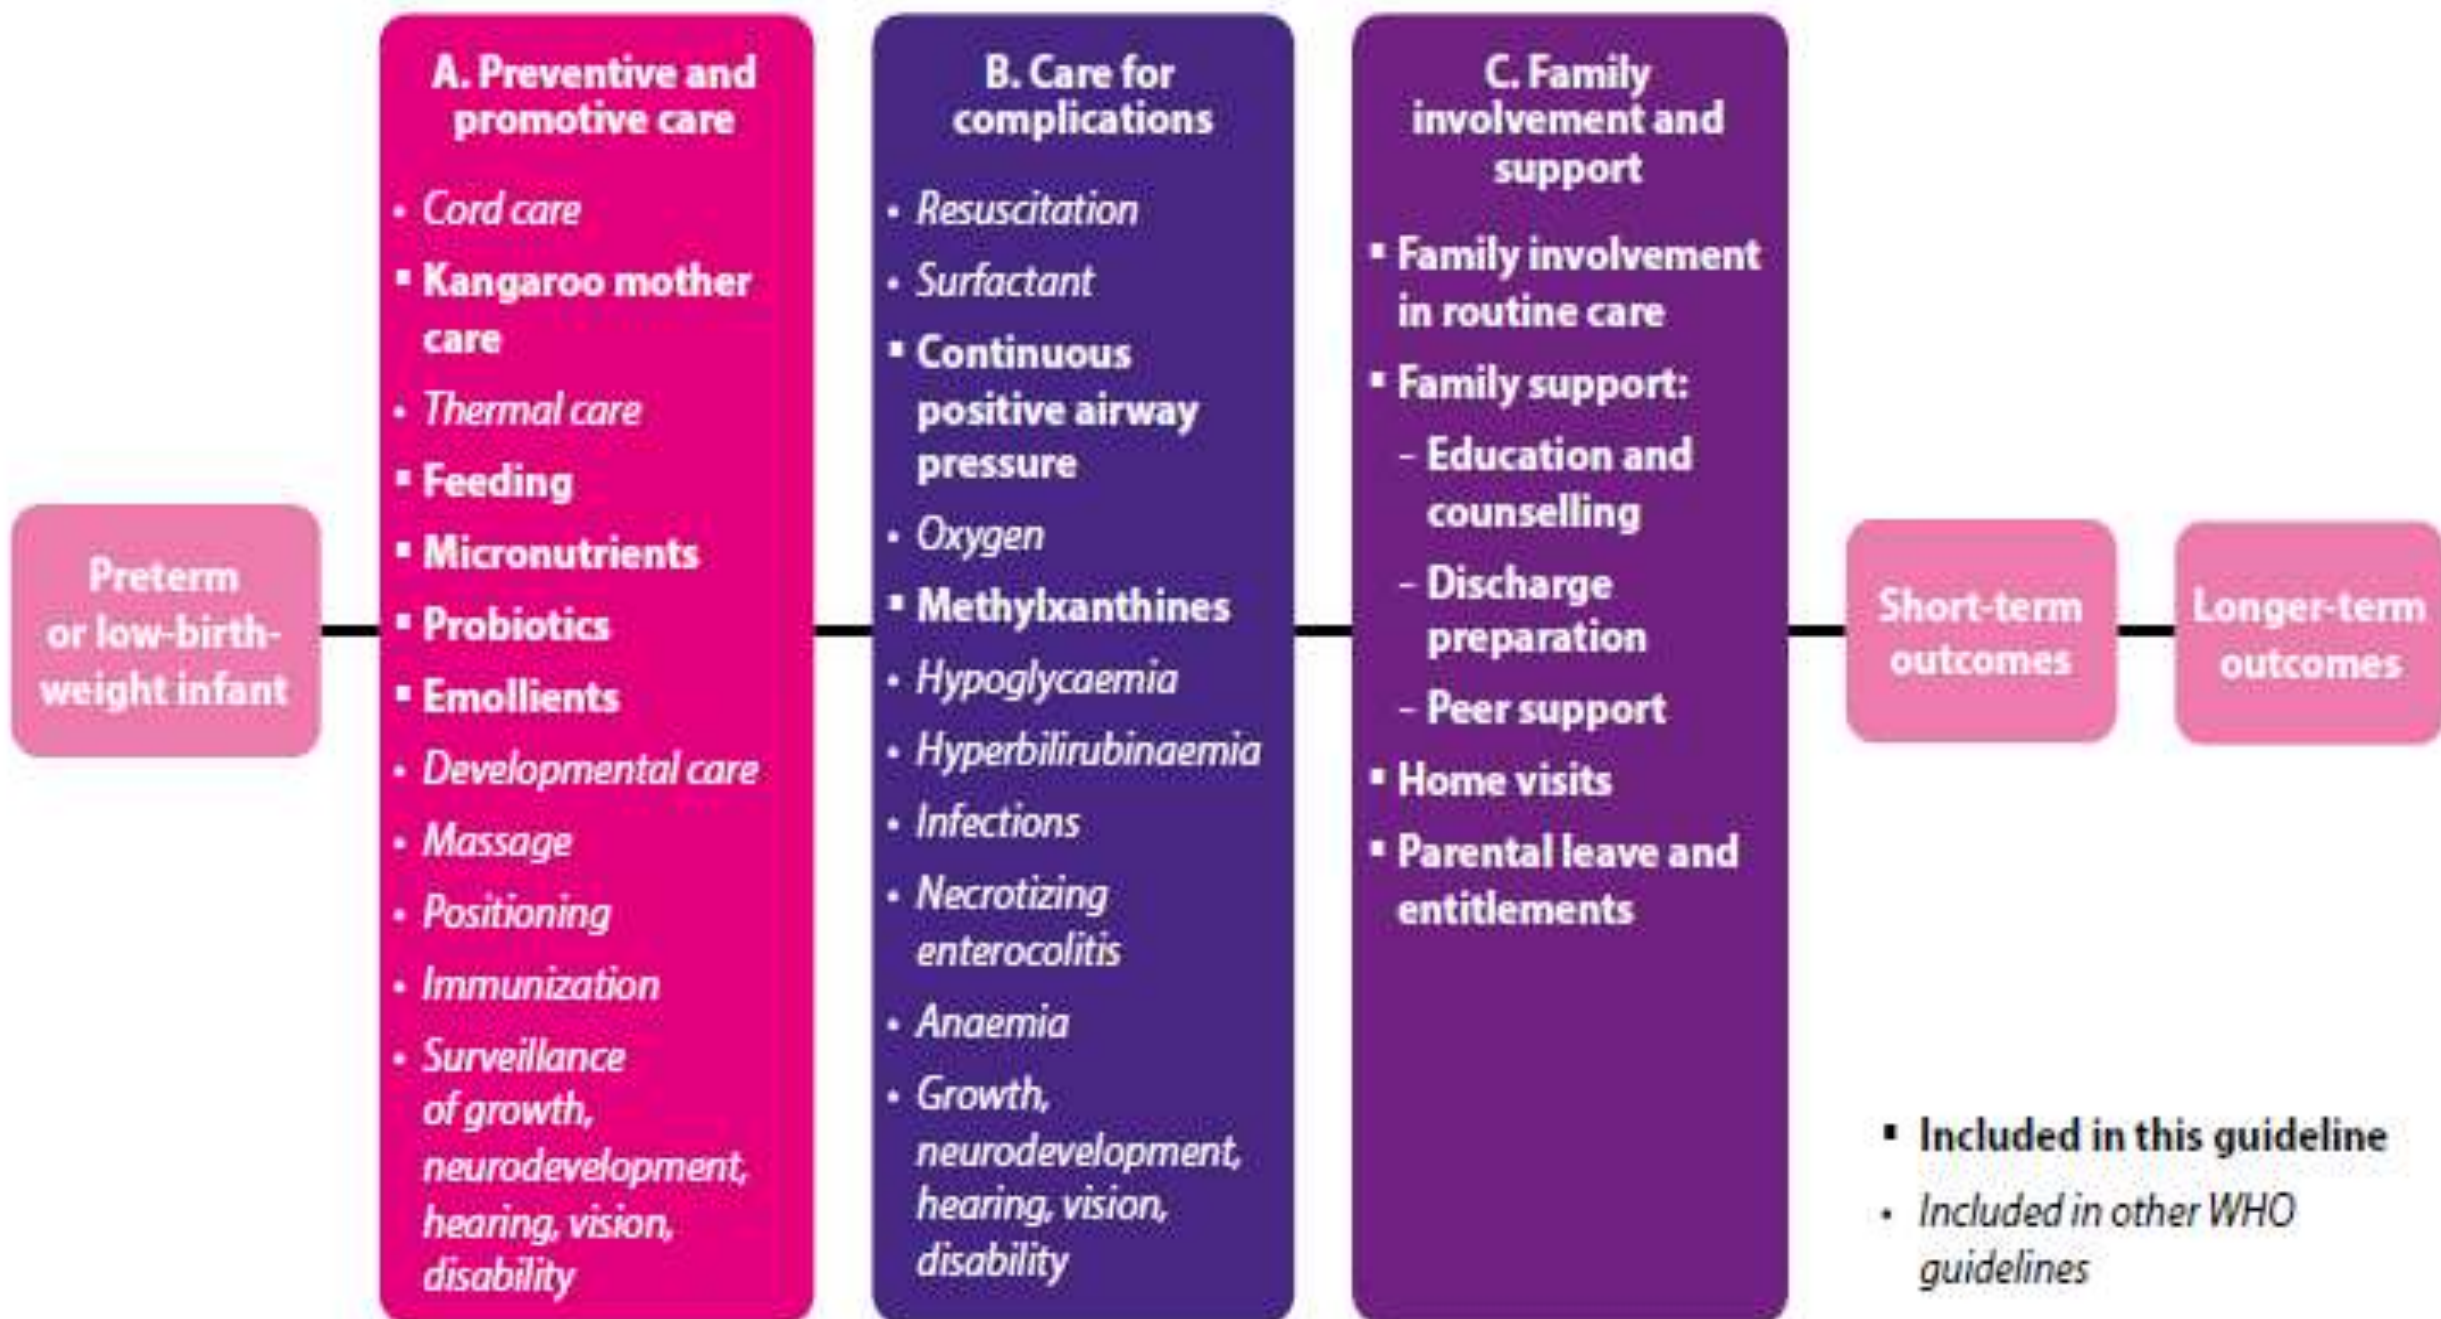 Preterm
or low-birth-
weight infant
A. Preventive and
promotive care
• Cord care
▪ Kangaroo mother
care
• Thermal care
▪ Feeding
▪ Micronutrients
▪ Probiotics
▪ Emollients
• Developmental care
• Massage
• Positioning
• Immunization
• Surveillance
of growth,
neurodevelopment,
hearing, vision,
disability
B. Care for
complications
• Resuscitation
• Surfactant
▪ Continuous
positive airway
pressure
• Oxygen
▪ Methylxanthines
• Hypoglycaemia
• Hyperbilirubinaemia
• Infections
• Necrotizing
enterocolitis
• Anaemia
• Growth,
neurodevelopment,
hearing, vision,
disability
C. Family
involvement and
support
▪ Family involvement
in routine care
▪ Family support:
– Education and
counselling
– Discharge
preparation
– Peer support
▪ Home visits
▪ Parental leave and
entitlements
Short-term
outcomes
Longer-term
outcomes
▪ Included in this guideline
• Included in other WHO
guidelines